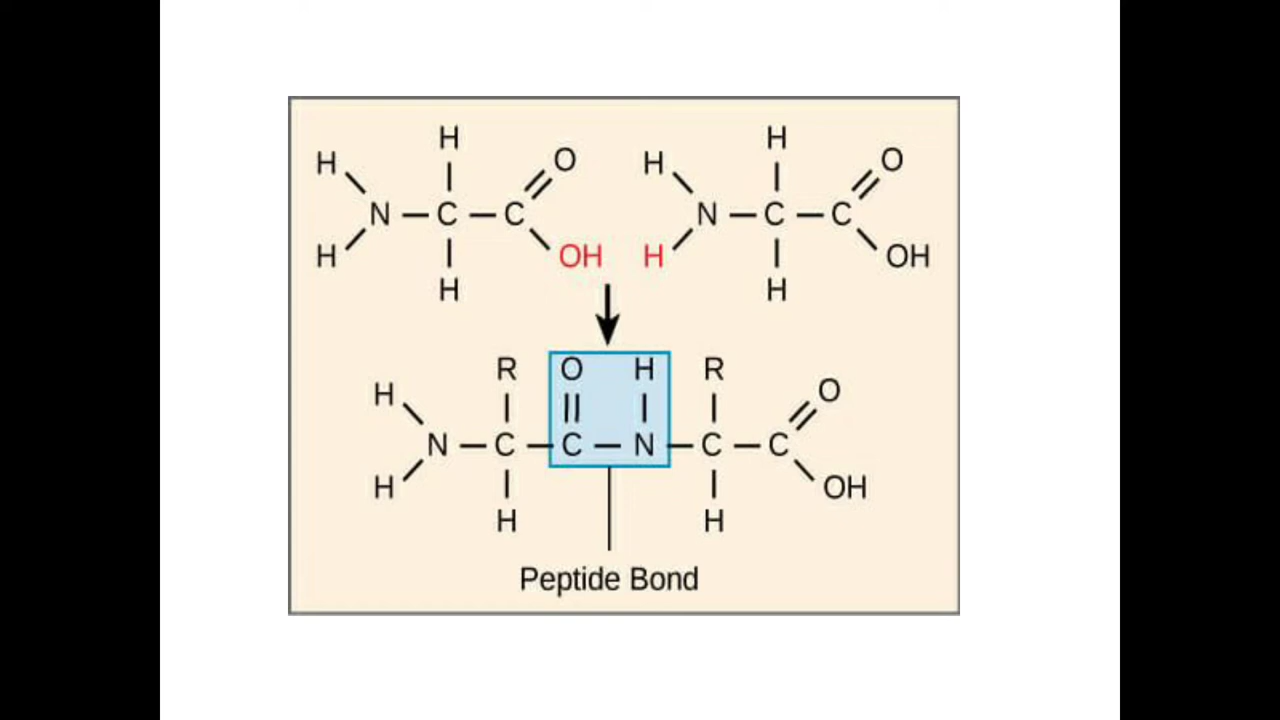 H H
H O H O
N C C N C C
H OH H OH
H H
R O H R
H O
N C C N C C
H OH
H H
Peptide Bond